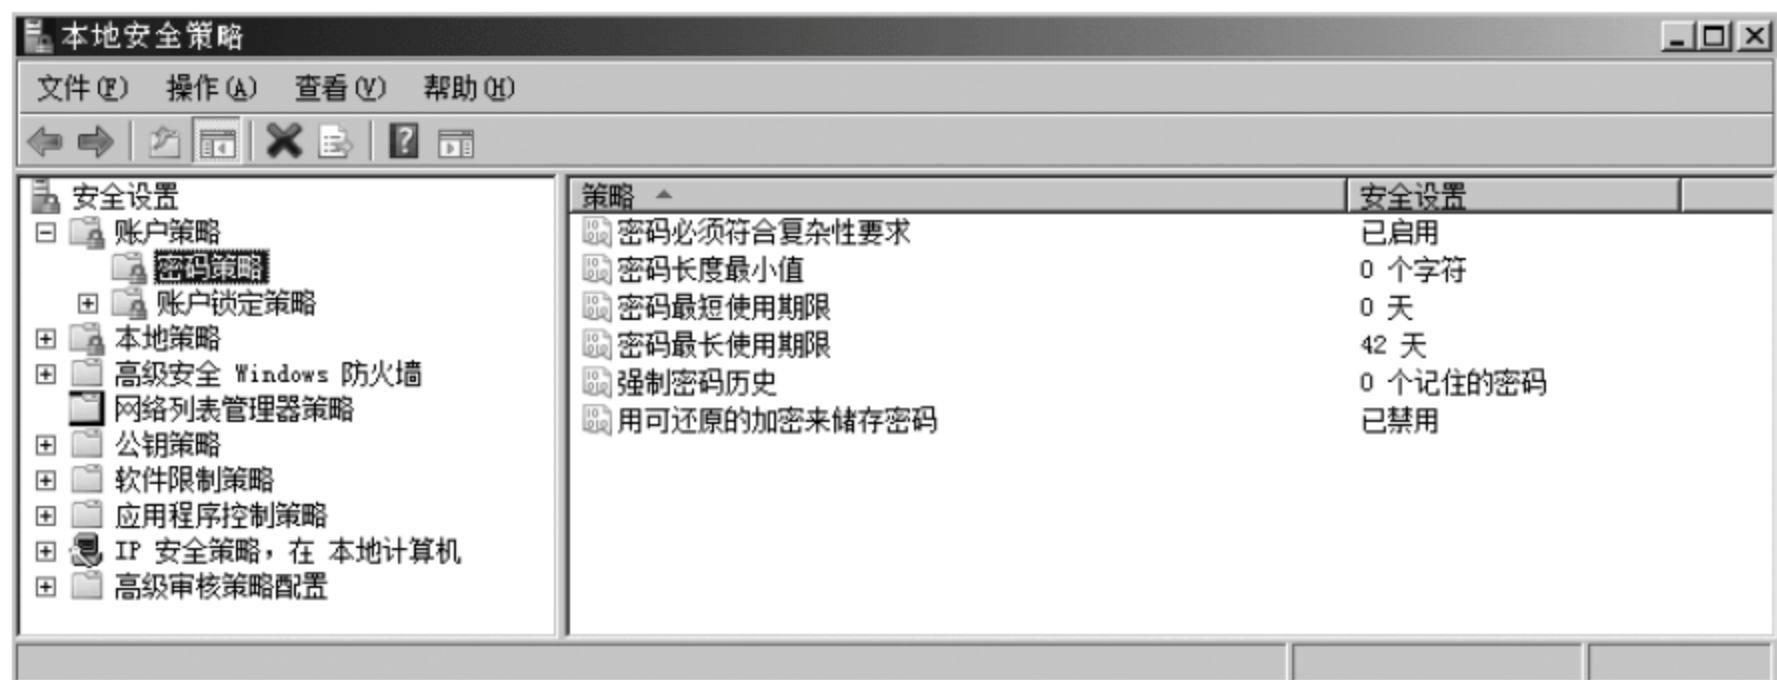 本地安全策略
文件(F) 操作(A) 查看(V) 帮助(H)
安全设置
账户策略
密码策略
账户锁定策略
本地策略
高级安全 Windows 防火墙
网络列表管理器策略
公钥策略
软件限制策略
应用程序控制策略
IP 安全策略，在 本地计算机
高级审核策略配置
策略 安全设置
密码必须符合复杂性要求 已启用
密码长度最小值 0 个字符
密码最短使用期限 0 天
密码最长使用期限 42 天
强制密码历史 0 个记住的密码
用可还原的加密来储存密码 已禁用